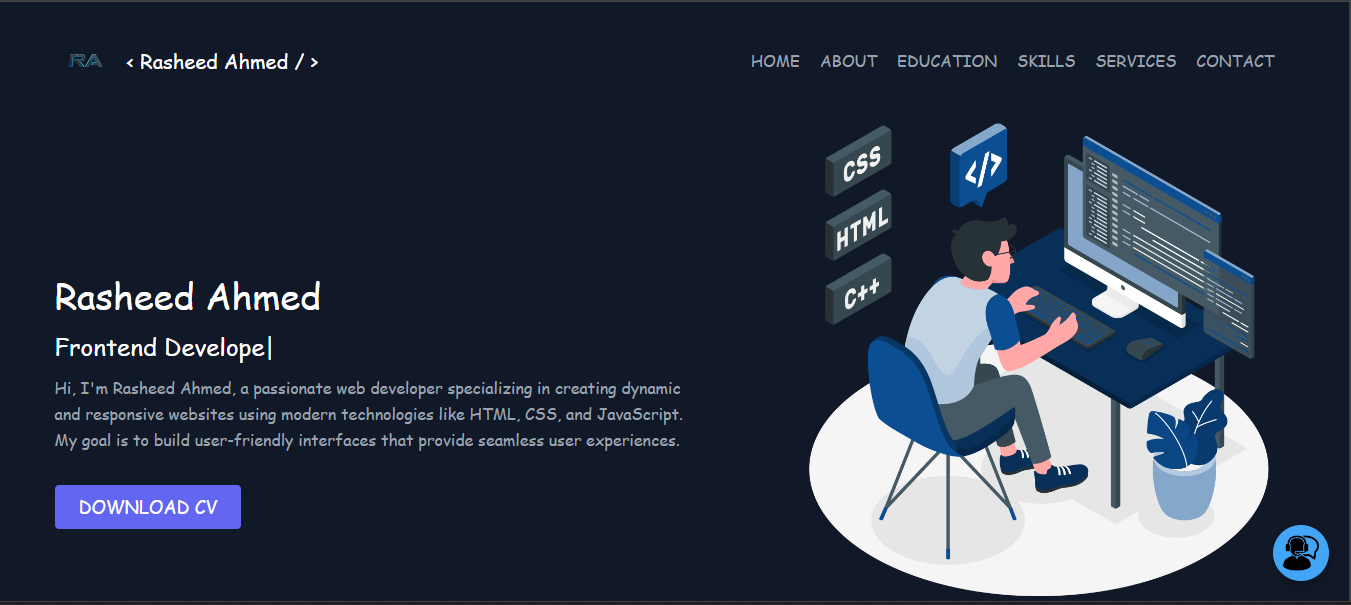 RA < Rasheed Ahmed / >
HOME ABOUT EDUCATION SKILLS SERVICES CONTACT
CSS
</>
HTML
C++
Rasheed Ahmed
Frontend Develope|
Hi, I'm Rasheed Ahmed, a passionate web developer specializing in creating dynamic
and responsive websites using modern technologies like HTML, CSS, and JavaScript.
My goal is to build user-friendly interfaces that provide seamless user experiences.
DOWNLOAD CV